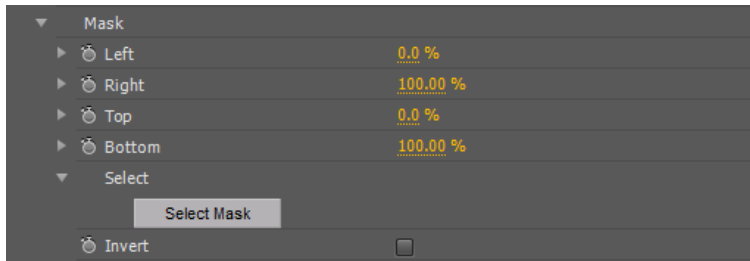 Mask
Left 0.0 %
Right 100.00 %
Top 0.0 %
Bottom 100.00 %
Select
Select Mask
Invert